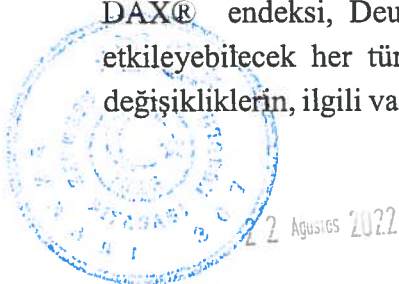 DAX® endeksi, Deu
etkileyebilecek her tür
değişikliklerin, ilgili va
22 Ağustos 2022